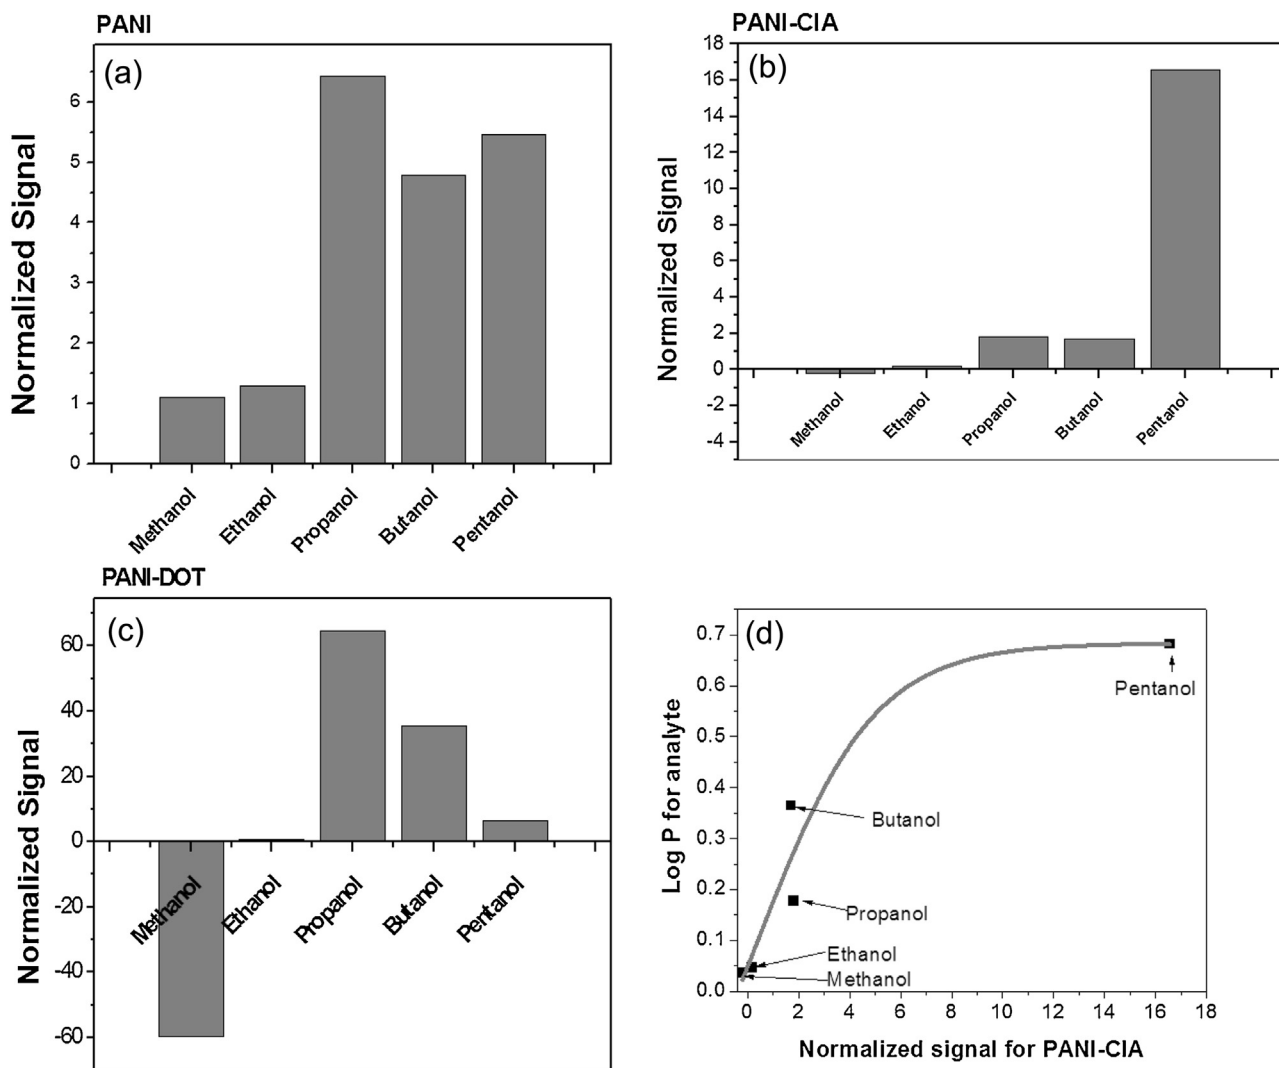 PANI
(a)
Normalized Signal
6
5
4
3
2
1
0
Methanol
Ethanol
Propanol
Butanol
Pentanol
PANI-CIA
(b)
Normalized Signal
18
16
14
12
10
8
6
4
2
0
-2
-4
Methanol
Ethanol
Propanol
Butanol
Pentanol
PANI-DOT
(c)
Normalized Signal
60
40
20
0
-20
-40
-60
Methanol
Ethanol
Propanol
Butanol
Pentanol
(d)
Log P for analyte
0.7
0.6
0.5
0.4
0.3
0.2
0.1
0.0
Pentanol
Butanol
Propanol
Ethanol
Methanol
0 2 4 6 8 10 12 14 16 18
Normalized signal for PANI-CIA